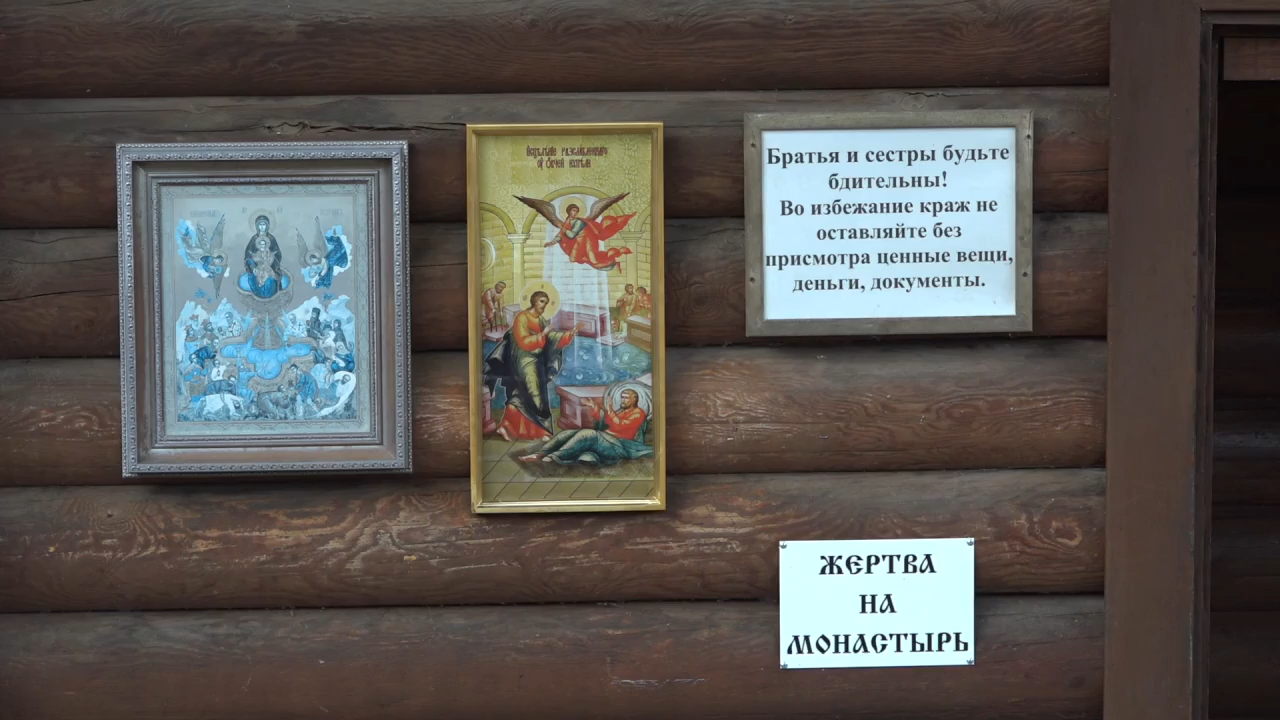 Братья и сестры будьте
бдительны!
Во избежание краж не
оставляйте без
присмотра ценные вещи,
деньги, документы.
ЖЕРТВА
НА
МОНАСТЫРЬ